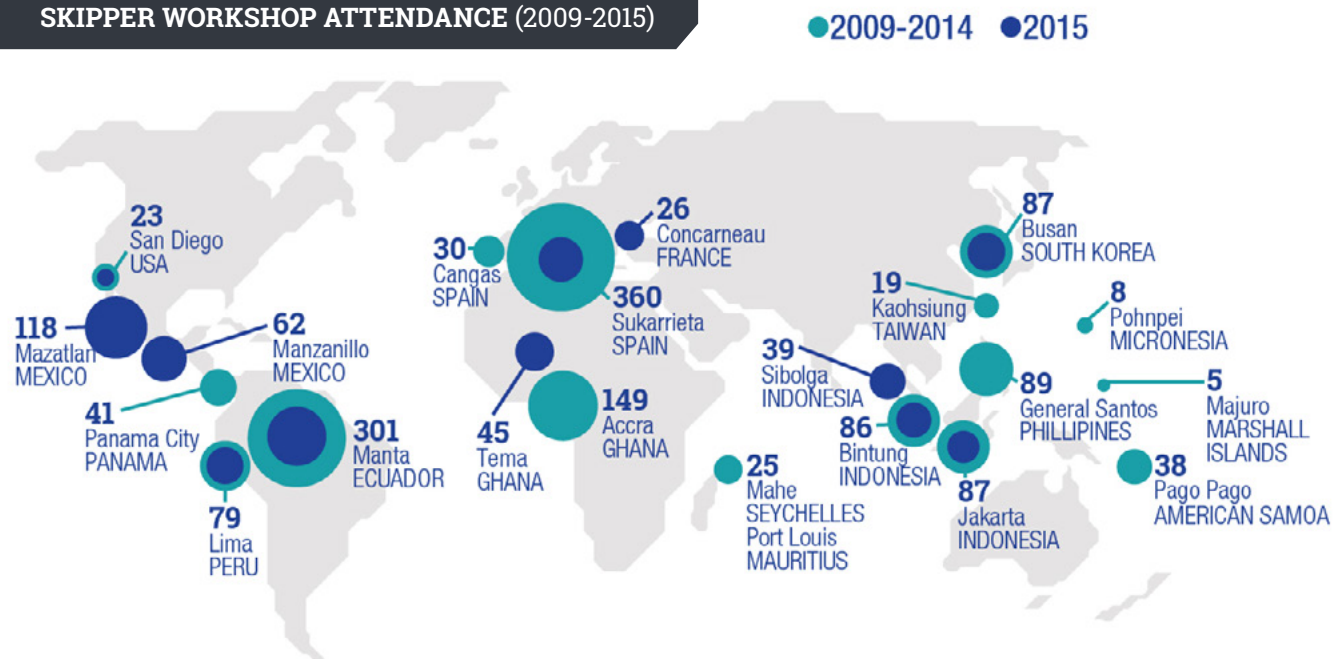 SKIPPER WORKSHOP ATTENDANCE (2009-2015)
2009-2014 2015
23
San Diego
USA
118
Mazatlan
MEXICO
62
Manzanillo
MEXICO
41
Panama City
PANAMA
301
Manta
ECUADOR
79
Lima
PERU
30
Cangas
SPAIN
26
Concarneau
FRANCE
360
Sukarrieta
SPAIN
45
Tema
GHANA
149
Accra
GHANA
25
Mahe
SEYCHELLES
Port Louis
MAURITIUS
87
Busan
SOUTH KOREA
19
Kaohsiung
TAIWAN
8
Pohnpei
MICRONESIA
39
Sibolga
INDONESIA
86
Bintung
INDONESIA
87
Jakarta
INDONESIA
89
General Santos
PHILLIPINES
5
Majuro
MARSHALL
ISLANDS
38
Pago Pago
AMERICAN SAMOA